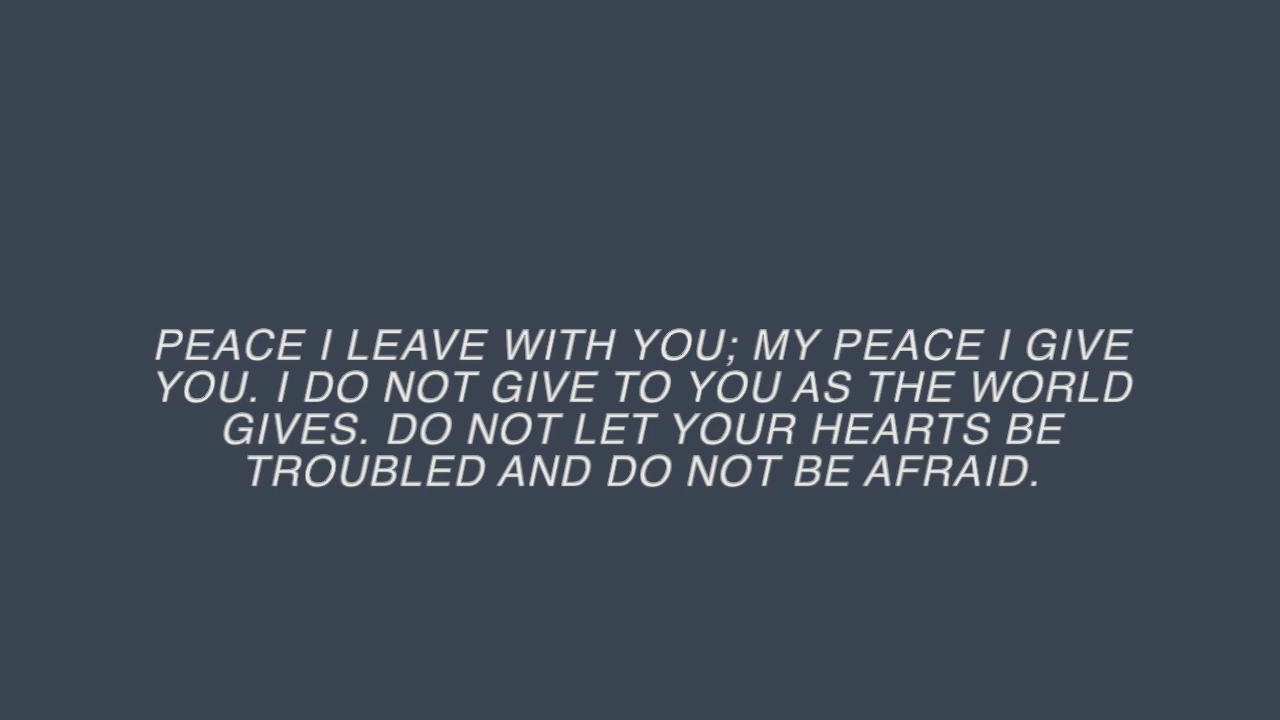 PEACE I LEAVE WITH YOU; MY PEACE I GIVE
YOU. I DO NOT GIVE TO YOU AS THE WORLD
GIVES. DO NOT LET YOUR HEARTS BE
TROUBLED AND DO NOT BE AFRAID.